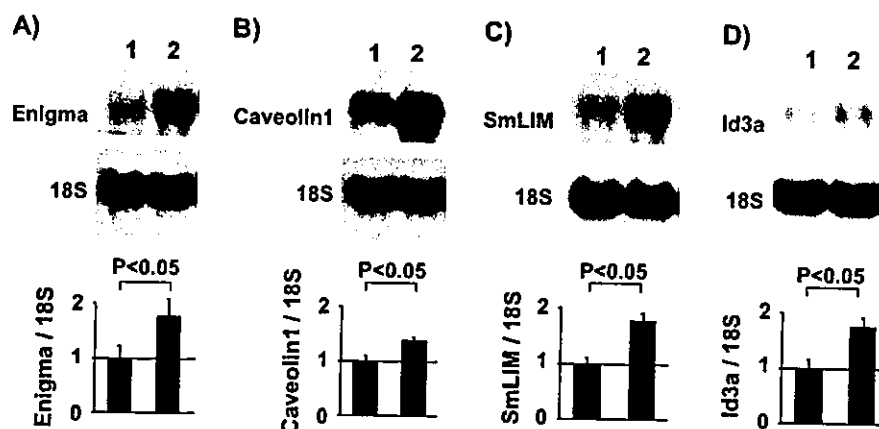 A)
1 2
Enigma
18S
P<0.05
Enigma / 18S
2
1
0
B)
1 2
Caveolin1
18S
P<0.05
Caveolin1 / 18S
2
1
0
C)
1 2
SmLIM
18S
P<0.05
SmLIM / 18S
2
1
0
D)
1 2
Id3a
18S
P<0.05
Id3a / 18S
2
1
0